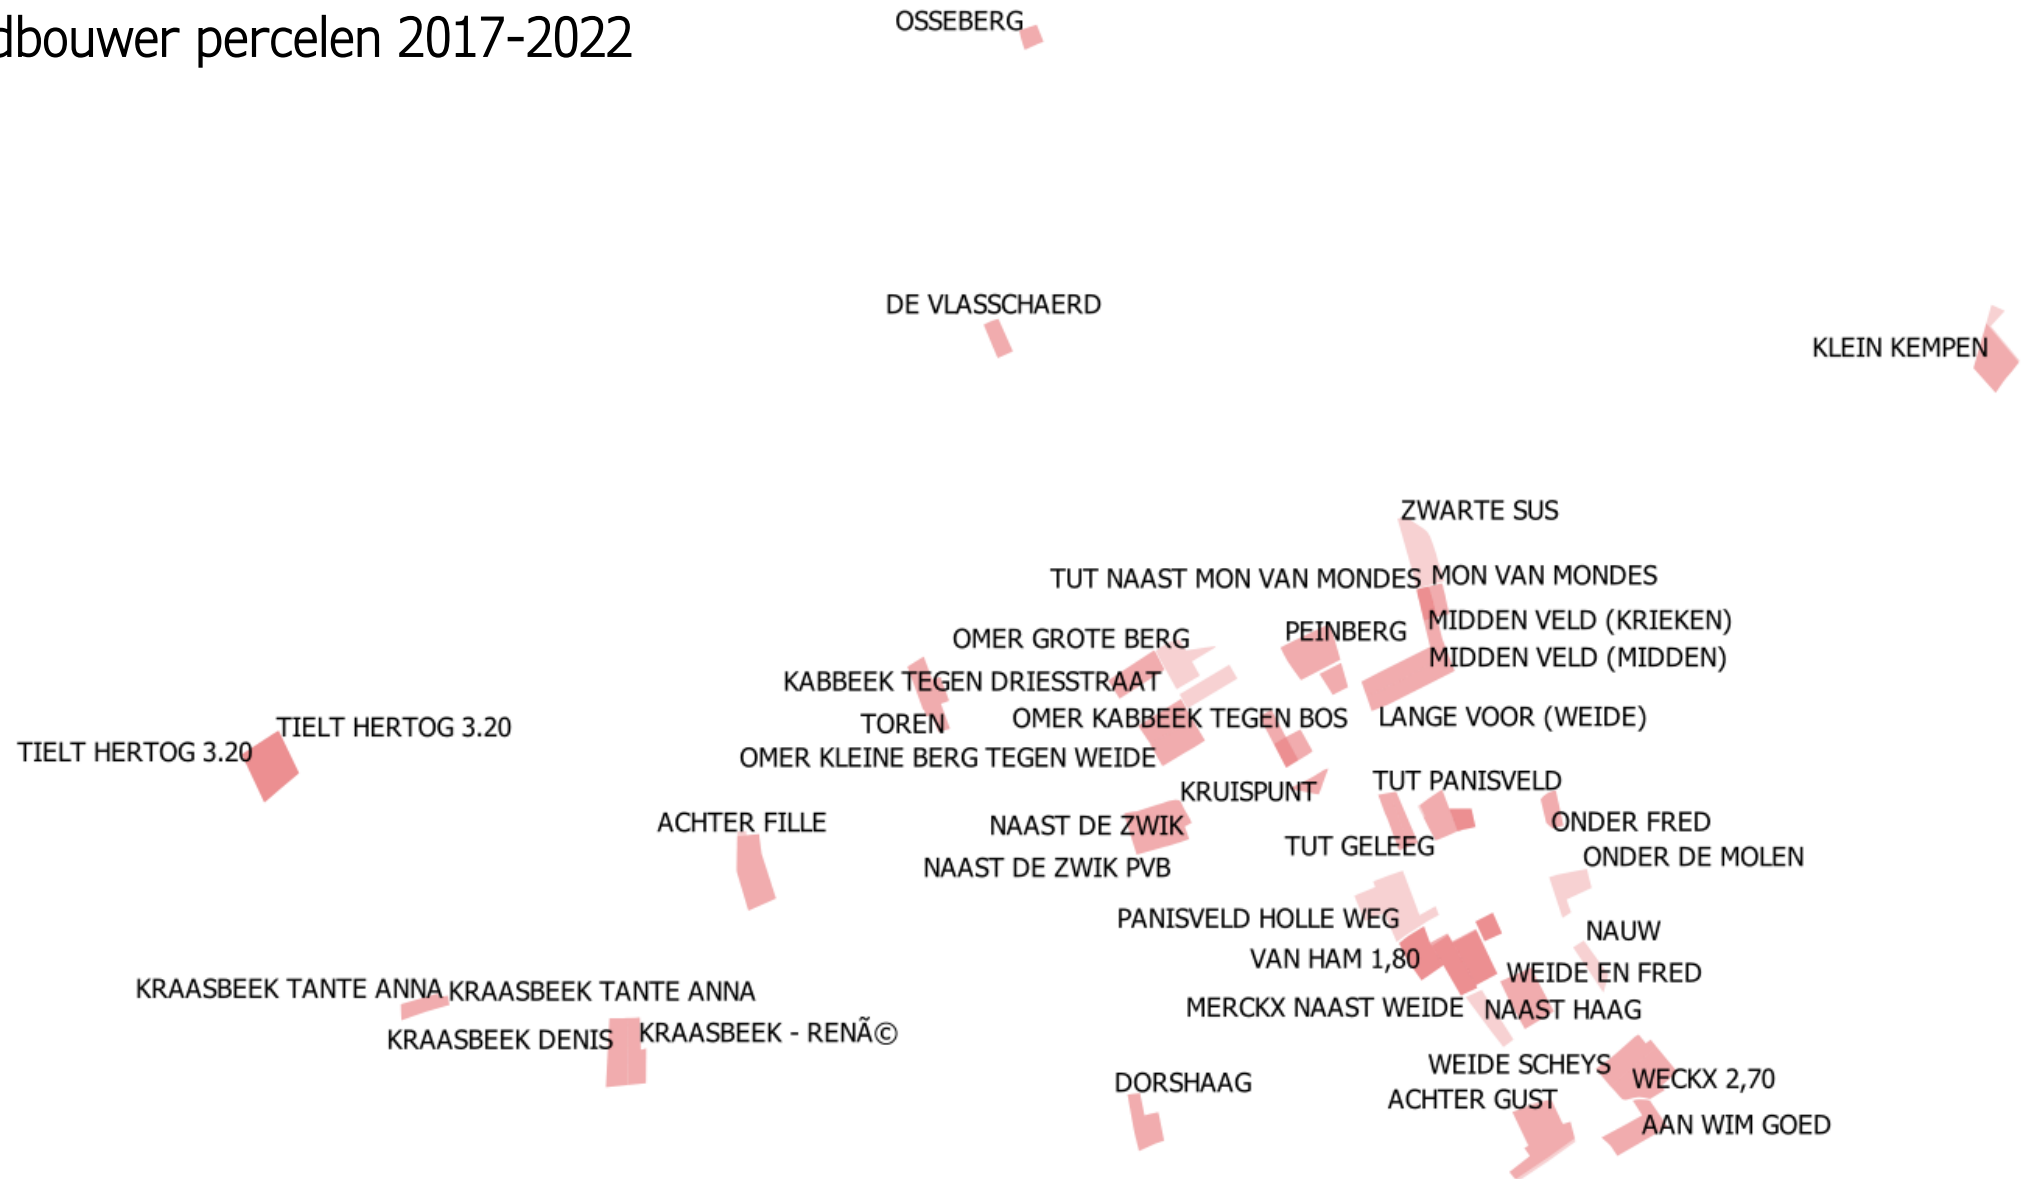 dbouwer percelen 2017-2022
OSSEBERG
DE VLASSCHAERD
KLEIN KEMPEN
ZWARTE SUS
TUT NAAST MON VAN MONDES
MON VAN MONDES
MIDDEN VELD (KRIEKEN)
PEINBERG
OMER GROTE BERG
MIDDEN VELD (MIDDEN)
KABBEEK TEGEN DRIESSTRAAT
TOREN
OMER KABBEEK TEGEN BOS
LANGE VOOR (WEIDE)
TIELT HERTOG 3.20
TIELT HERTOG 3.20
OMER KLEINE BERG TEGEN WEIDE
KRUISPUNT
TUT PANISVELD
ACHTER FILLE
NAAST DE ZWIK
ONDER FRED
TUT GELEEG
ONDER DE MOLEN
NAAST DE ZWIK PVB
PANISVELD HOLLE WEG
NAUW
VAN HAM 1,80
WEIDE EN FRED
KRAASBEEK TANTE ANNA
KRAASBEEK TANTE ANNA
MERCKX NAAST WEIDE
NAAST HAAG
KRAASBEEK DENIS
KRAASBEEK - RENÃ©
WEIDE SCHEYS
WECKX 2,70
DORSHAAG
ACHTER GUST
AAN WIM GOED